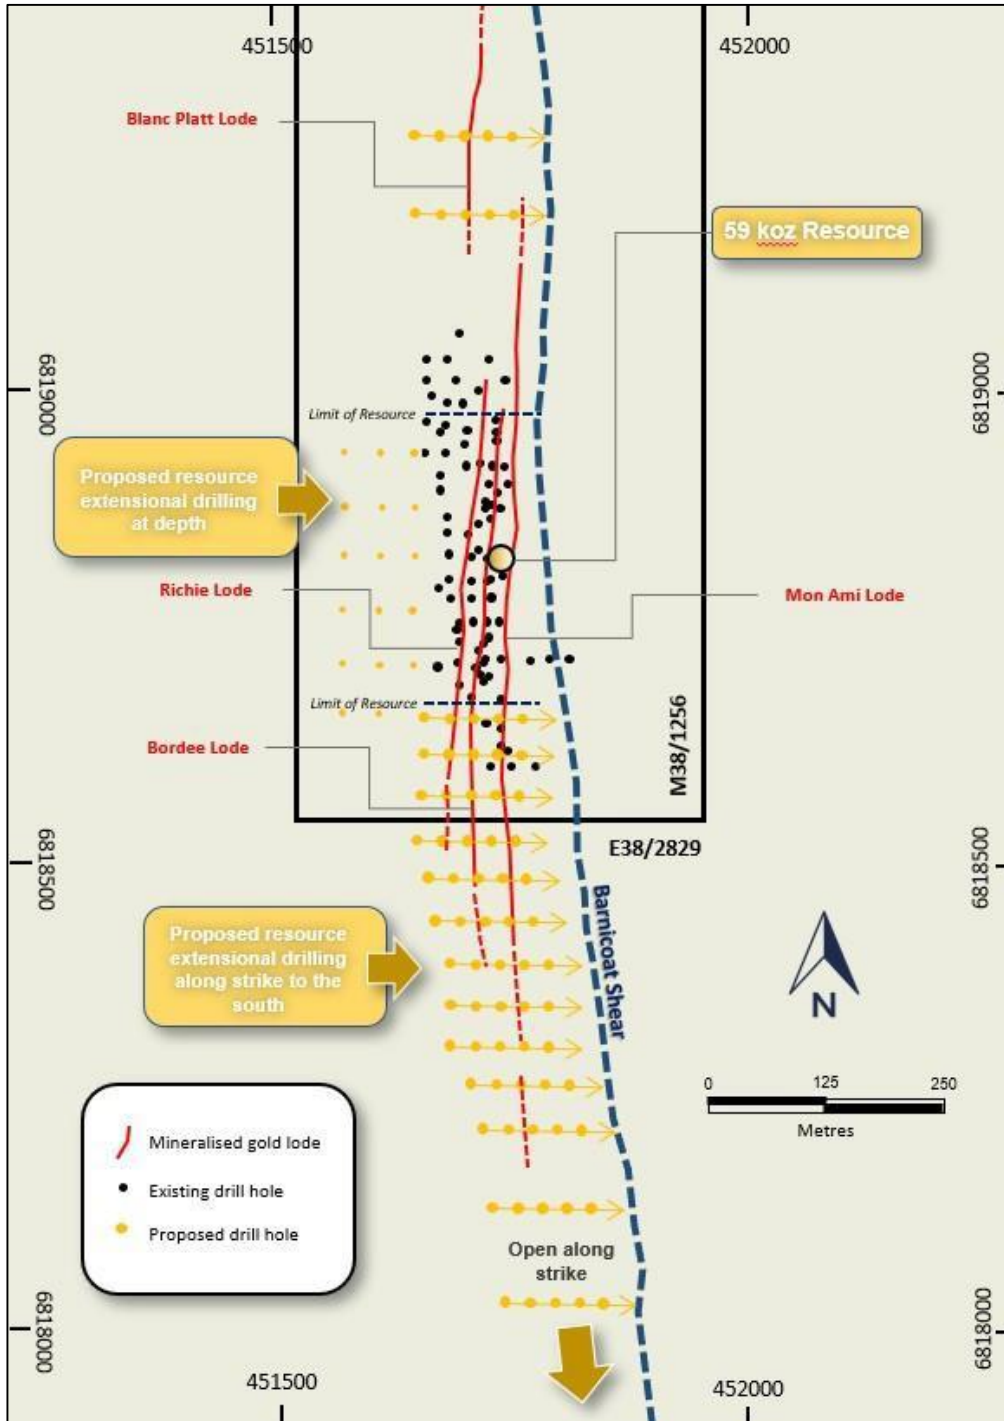 451500
452000
Blanc Platt Lode
59 koz Resource
6819000
6819000
Limit of Resource
Proposed resource
extensional drilling
at depth
Richie Lode
Mon Ami Lode
Limit of Resource
Bordee Lode
M38/1256
E38/2829
6818500
6818500
Barnicoat Shear
Proposed resource
extensional drilling
along strike to the
south
N
0
125
250
Metres
Mineralised gold lode
Existing drill hole
Proposed drill hole
Open along
strike
6818000
6818000
451500
452000